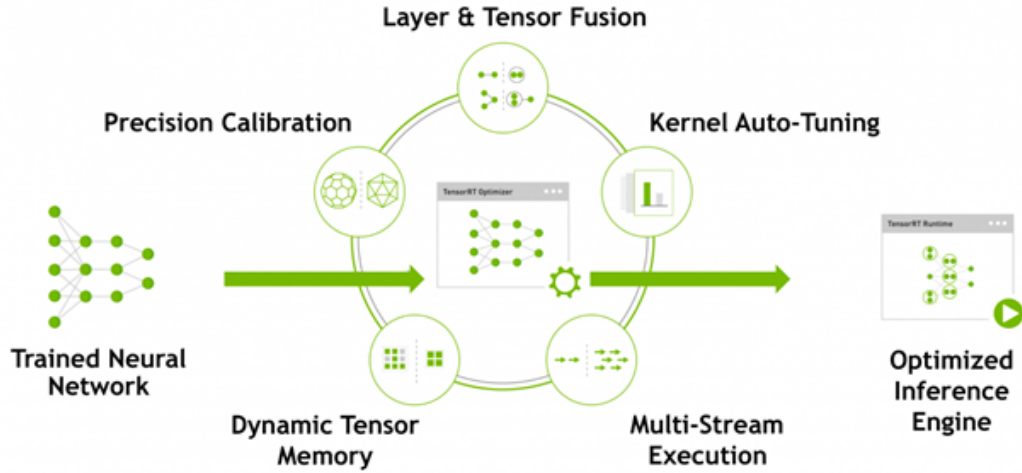 Layer & Tensor Fusion
Precision Calibration
Kernel Auto-Tuning
TensorRT Optimizer
TensorRT Runtime
Trained Neural
Network
Optimized
Inference
Engine
Dynamic Tensor
Memory
Multi-Stream
Execution